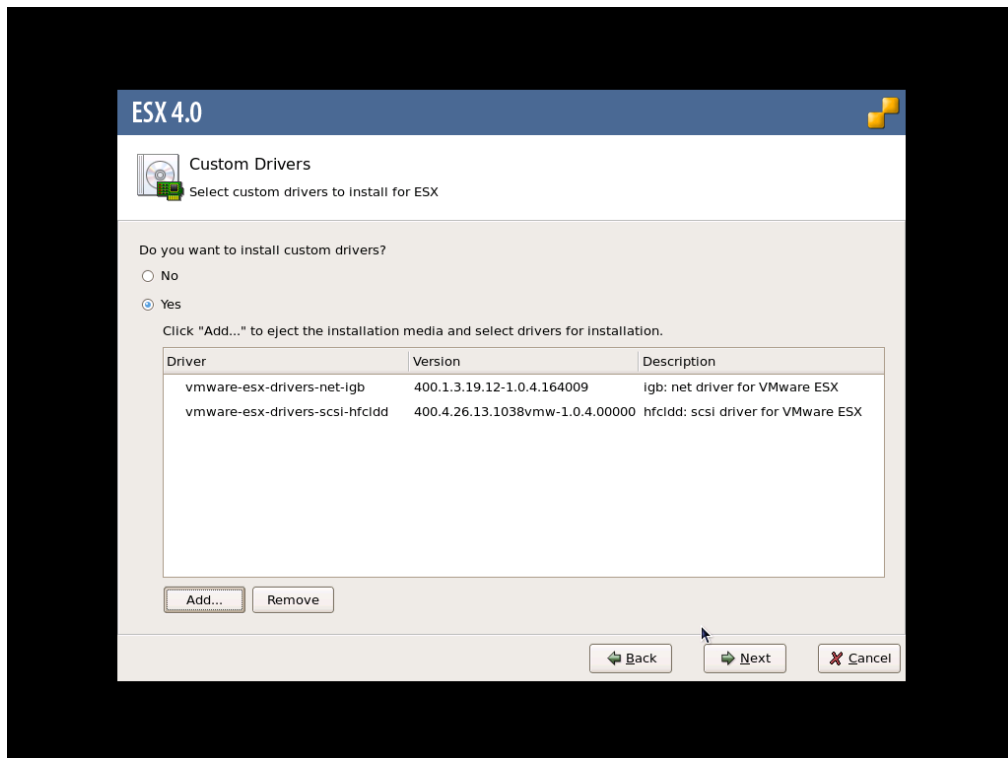 ESX 4.0
Custom Drivers
Select custom drivers to install for ESX
Do you want to install custom drivers?
No
Yes
Click "Add..." to eject the installation media and select drivers for installation.
Driver Version Description
vmware-esx-drivers-net-igb 400.1.3.19.12-1.0.4.164009 igb: net driver for VMware ESX
vmware-esx-drivers-scsi-hfcldd 400.4.26.13.1038vmw-1.0.4.00000 hfcldd: scsi driver for VMware ESX
Add... Remove
Back Next Cancel